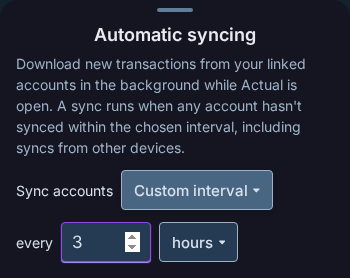 Automatic syncing
Download new transactions from your linked
accounts in the background while Actual is
open. A sync runs when any account hasn't
synced within the chosen interval, including
syncs from other devices.
Sync accounts Custom interval
every 3 hours